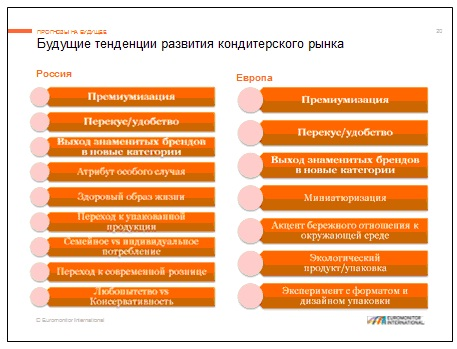 ПРОГНОЗЫ НА БУДУЩЕЕ
Будущие тенденции развития кондитерского рынка
Россия
Премиумизация
Перекус/удобство
Выход знаменитых брендов
в новые категории
Атрибут особого случая
Здоровый образ жизни
Переход к упакованной
продукции
Семейное vs индивидуальное
потребление
Переход к современной рознице
Любопытство vs
Консервативность
Европа
Премиумизация
Перекус/удобство
Выход знаменитых брендов
в новые категории
Миниатюризация
Акцент бережного отношения к
окружающей среде
Экологический
продукт/упаковка
Эксперимент с форматом и
дизайном упаковки
© Euromonitor International
EUROMONITOR
INTERNATIONAL